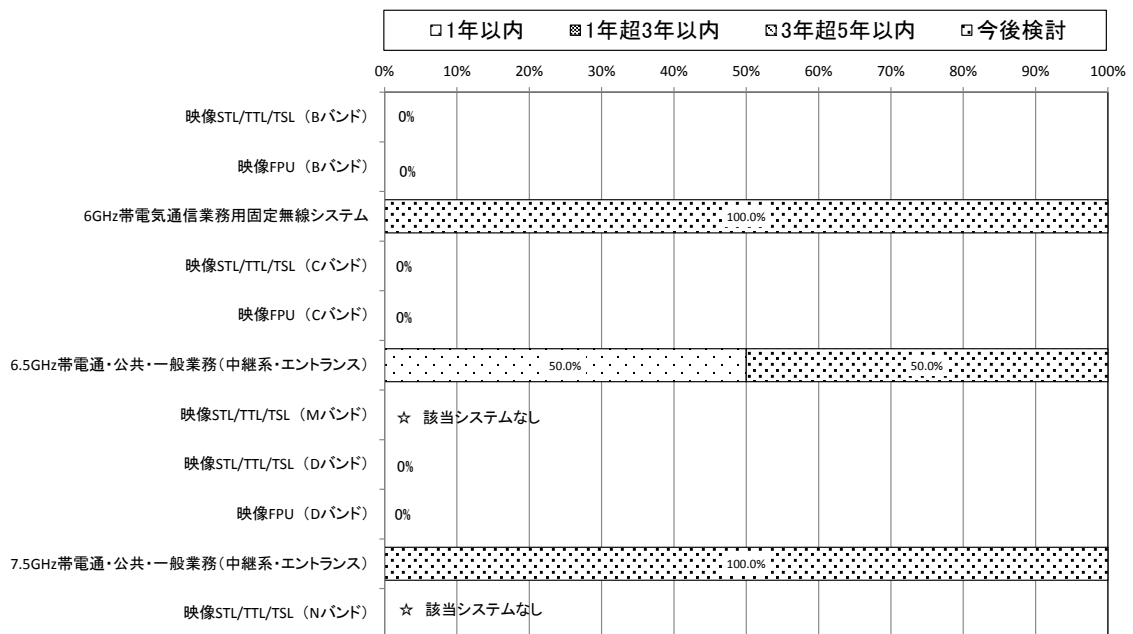 1年以内 1年超3年以内 3年超5年以内 今後検討
0% 10% 20% 30% 40% 50% 60% 70% 80% 90% 100%
映像STL/TTL/TSL（Bバンド） 0%
映像FPU（Bバンド） 0%
6GHz帯電気通信業務用固定無線システム 100.0%
映像STL/TTL/TSL（Cバンド） 0%
映像FPU（Cバンド） 0%
6.5GHz帯電通・公共・一般業務（中継系・エントランス） 50.0% 50.0%
映像STL/TTL/TSL（Mバンド） ☆ 該当システムなし
映像STL/TTL/TSL（Dバンド） 0%
映像FPU（Dバンド） 0%
7.5GHz帯電通・公共・一般業務（中継系・エントランス） 100.0%
映像STL/TTL/TSL（Nバンド） ☆ 該当システムなし